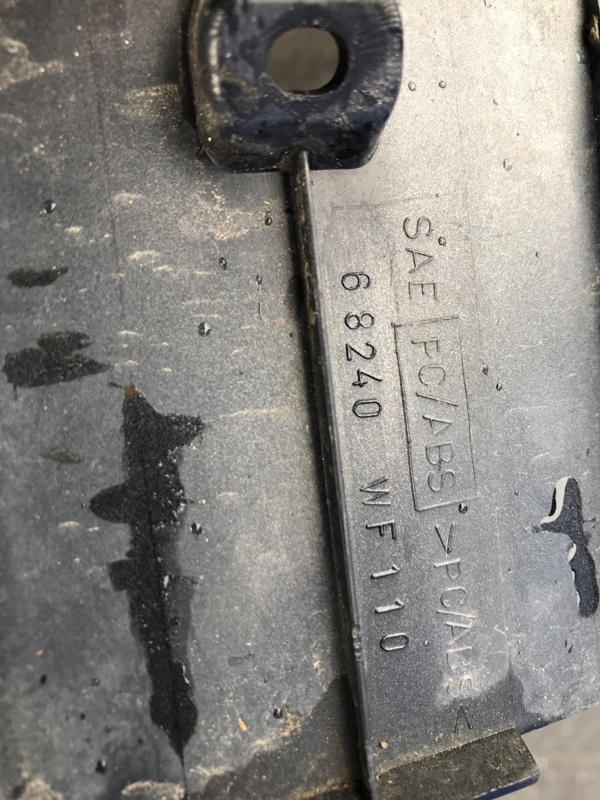 SAE PC/ABS >PC/ABS<
68240 WF110